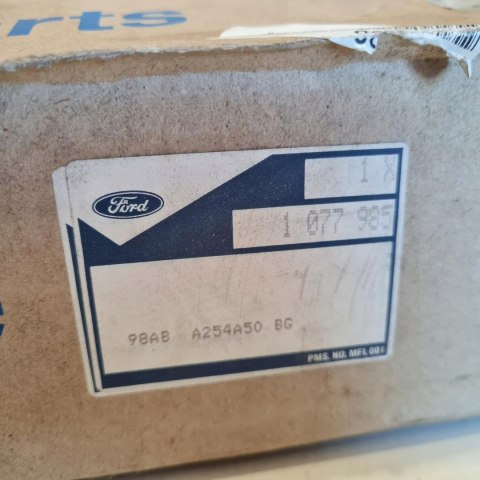 rts
Ford
1 X
1 077 985
98AB A254A50 BG
PMS. NO. MFL 001